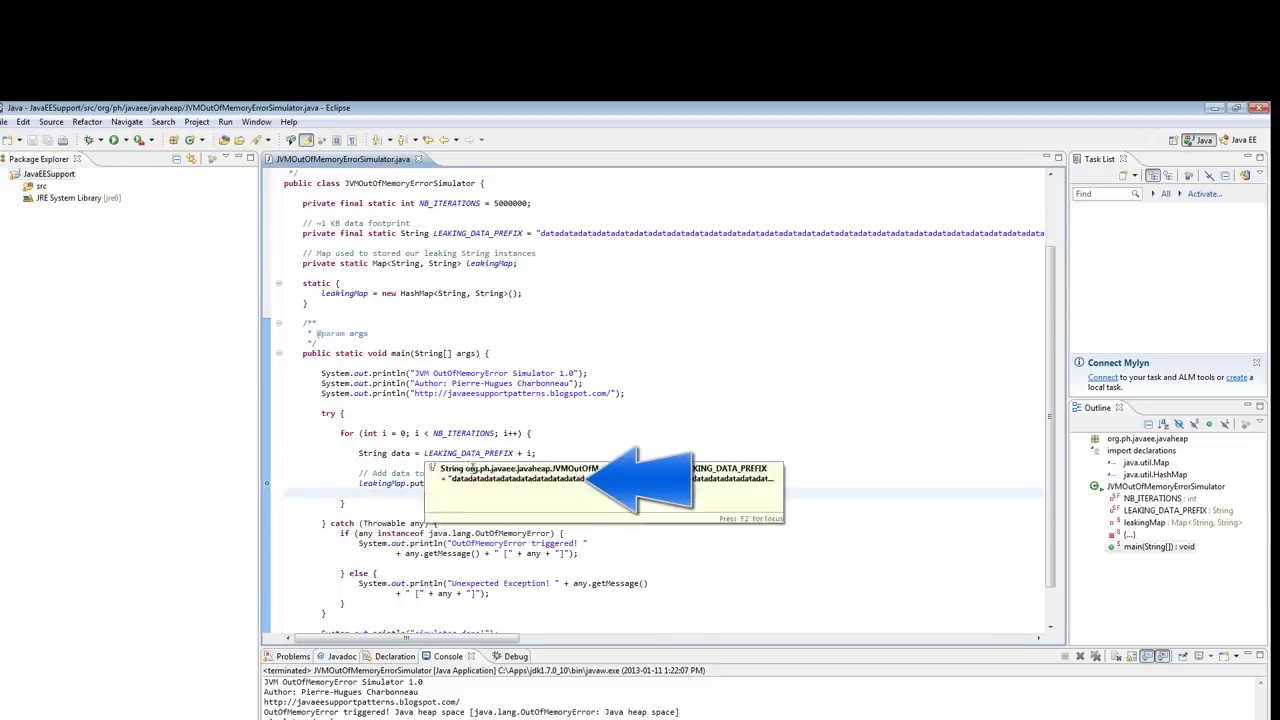 Java - JavaEESupport/src/org/ph/javaee/javaheap/JVMOutOfMemoryErrorSimulator.java - Eclipse
ile Edit Source Refactor Navigate Search Project Run Window Help
Java Java EE
Package Explorer
JavaEESupport
src
JRE System Library [jre6]
JVMOutOfMemoryErrorSimulator.java
*/
public class JVMOutOfMemoryErrorSimulator {
private final static int NB_ITERATIONS = 5000000;
// ~1 KB data footprint
private final static String LEAKING_DATA_PREFIX = "datadatadatadatadatadatadatadatadatadatadatadatadatadatadatadatadatadatadatadatadatadatadatadatadatadatadatadata
// Map used to stored our leaking String instances
private static Map<String, String> leakingMap;
static {
leakingMap = new HashMap<String, String>();
}
/**
* @param args
*/
public static void main(String[] args) {
System.out.println("JVM OutOfMemoryError Simulator 1.0");
System.out.println("Author: Pierre-Hugues Charbonneau");
System.out.println("http://javaeesupportpatterns.blogspot.com/");
try {
for (int i = 0; i < NB_ITERATIONS; i++) {
String data = LEAKING_DATA_PREFIX + i;
// Add data to
leakingMap.put
}
String org.ph.javaee.javaheap.JVMOutOfM KING_DATA_PREFIX
= "datadatadatadatadatadatadatadatad datadatadatadatadat...
Press 'F2' for focus
} catch (Throwable any) {
if (any instanceof java.lang.OutOfMemoryError) {
System.out.println("OutOfMemoryError triggered! "
+ any.getMessage() + " [" + any + "]");
} else {
System.out.println("Unexpected Exception! " + any.getMessage()
+ " [" + any + "]");
}
}
System.out.println("simulator done!");
Task List
Find All Activate...
Connect Mylyn
Connect to your task and ALM tools or create a
local task.
Outline
org.ph.javaee.javaheap
import declarations
java.util.Map
java.util.HashMap
JVMOutOfMemoryErrorSimulator
NB_ITERATIONS : int
LEAKING_DATA_PREFIX : String
leakingMap : Map<String, String>
{...}
main(String[]) : void
Problems Javadoc Declaration Console Debug
<terminated> JVMOutOfMemoryErrorSimulator [Java Application] C:\Apps\jdk1.7.0_10\bin\javaw.exe (2013-01-11 1:22:07 PM)
JVM OutOfMemoryError Simulator 1.0
Author: Pierre-Hugues Charbonneau
http://javaeesupportpatterns.blogspot.com/
OutOfMemoryError triggered! Java heap space [java.lang.OutOfMemoryError: Java heap space]